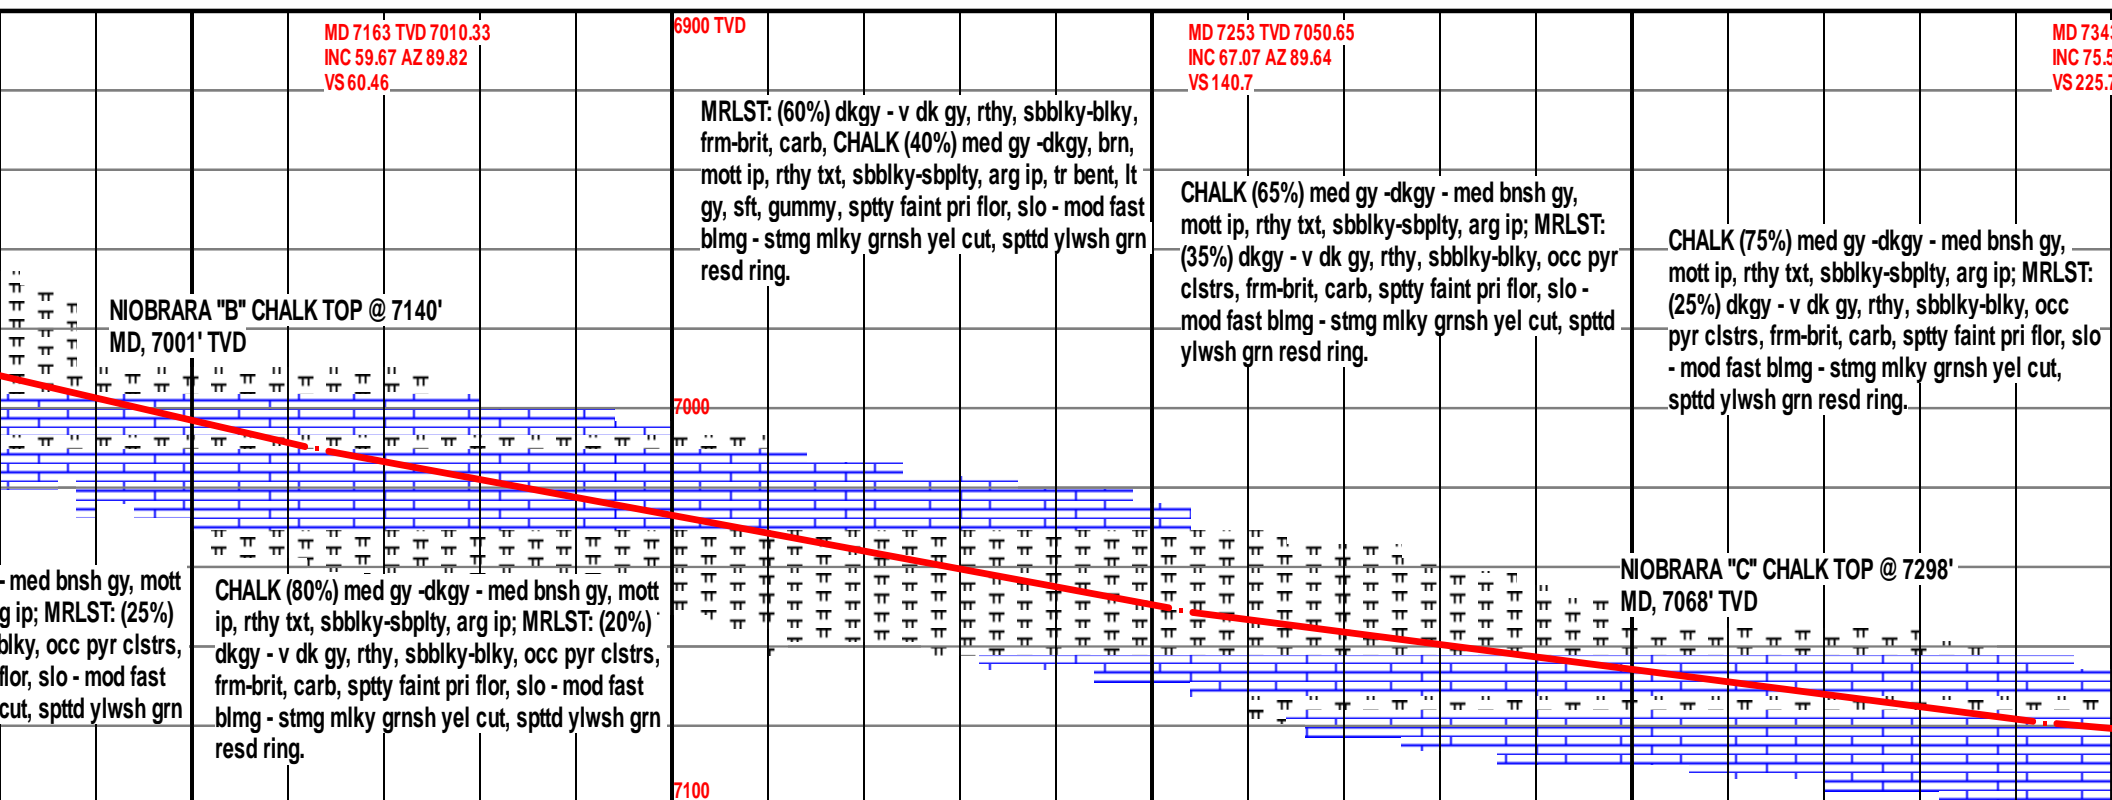 MD 7163 TVD 7010.33
INC 59.67 AZ 89.82
VS 60.46
6900 TVD
MD 7253 TVD 7050.65
INC 67.07 AZ 89.64
VS 140.7
MD 7343
INC 75.5
VS 225.7
MRLST: (60%) dkgy - v dk gy, rthy, sbblky-blky,
frm-brit, carb, CHALK (40%) med gy -dkgy, brn,
mott ip, rthy txt, sbblky-sbplty, arg ip, tr bent, lt
gy, sft, gummy, sptty faint pri flor, slo - mod fast
blmg - stmg mlky grnsh yel cut, spttd ylwsh grn
resd ring.
CHALK (65%) med gy -dkgy - med bnsh gy,
mott ip, rthy txt, sbblky-sbplty, arg ip; MRLST:
(35%) dkgy - v dk gy, rthy, sbblky-blky, occ pyr
clstrs, frm-brit, carb, sptty faint pri flor, slo -
mod fast blmg - stmg mlky grnsh yel cut, spttd
ylwsh grn resd ring.
CHALK (75%) med gy -dkgy - med bnsh gy,
mott ip, rthy txt, sbblky-sbplty, arg ip; MRLST:
(25%) dkgy - v dk gy, rthy, sbblky-blky, occ
pyr clstrs, frm-brit, carb, sptty faint pri flor, slo
- mod fast blmg - stmg mlky grnsh yel cut,
spttd ylwsh grn resd ring.
NIOBRARA "B" CHALK TOP @ 7140'
MD, 7001' TVD
7000
NIOBRARA "C" CHALK TOP @ 7298'
MD, 7068' TVD
- med bnsh gy, mott
g ip; MRLST: (25%)
blky, occ pyr clstrs,
flor, slo - mod fast
cut, spttd ylwsh grn
CHALK (80%) med gy -dkgy - med bnsh gy, mott
ip, rthy txt, sbblky-sbplty, arg ip; MRLST: (20%)
dkgy - v dk gy, rthy, sbblky-blky, occ pyr clstrs,
frm-brit, carb, sptty faint pri flor, slo - mod fast
blmg - stmg mlky grnsh yel cut, spttd ylwsh grn
resd ring.
7100